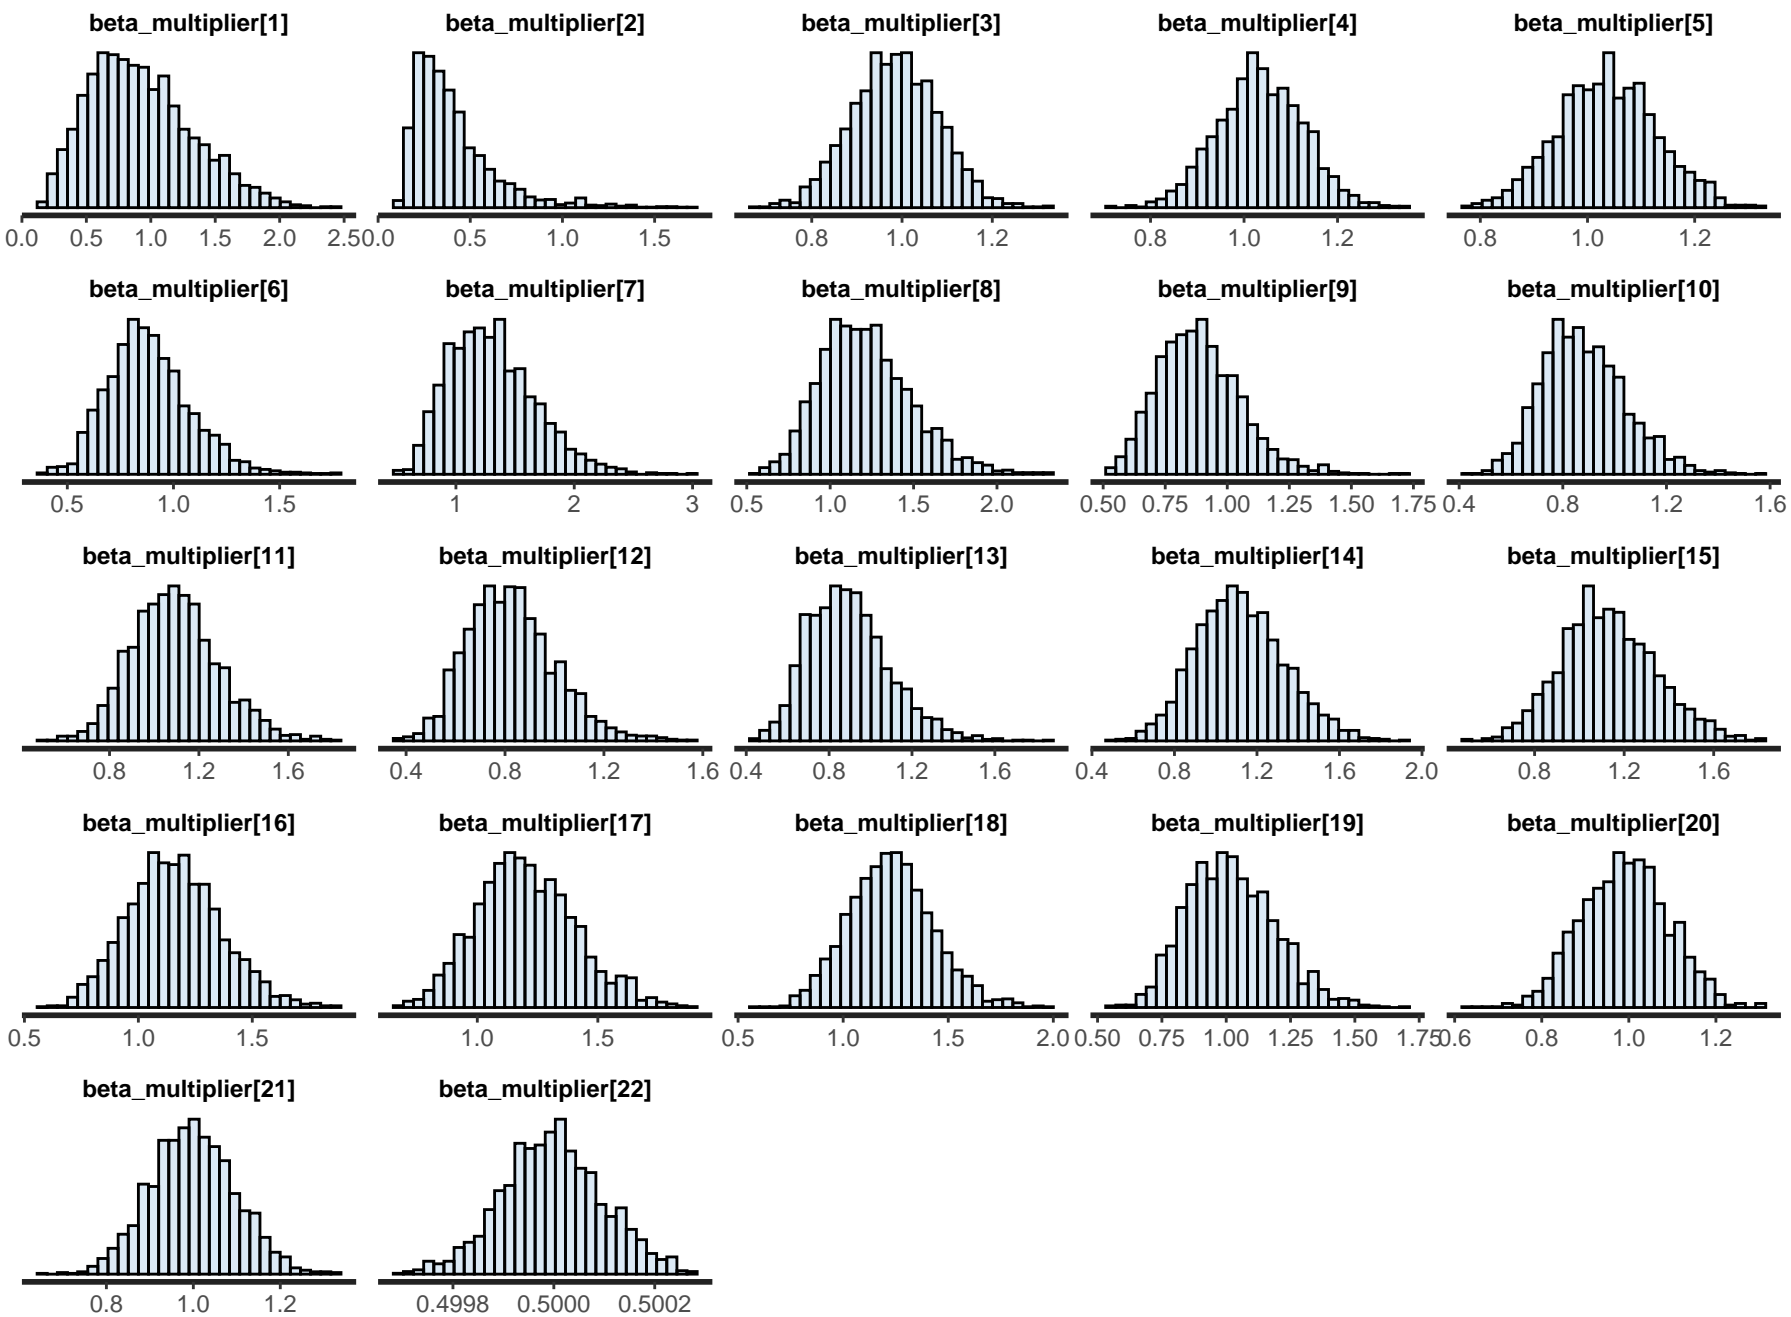 beta_multiplier[1] beta_multiplier[2] beta_multiplier[3] beta_multiplier[4] beta_multiplier[5]
0.0 0.5 1.0 1.5 2.0 2.5 0.0 0.5 1.0 1.5 0.8 1.0 1.2 0.8 1.0 1.2 0.8 1.0 1.2
beta_multiplier[6] beta_multiplier[7] beta_multiplier[8] beta_multiplier[9] beta_multiplier[10]
0.5 1.0 1.5 1 2 3 0.5 1.0 1.5 2.0 0.50 0.75 1.00 1.25 1.50 1.75 0.4 0.8 1.2 1.6
beta_multiplier[11] beta_multiplier[12] beta_multiplier[13] beta_multiplier[14] beta_multiplier[15]
0.8 1.2 1.6 0.4 0.8 1.2 1.6 0.4 0.8 1.2 1.6 0.4 0.8 1.2 1.6 2.0 0.8 1.2 1.6
beta_multiplier[16] beta_multiplier[17] beta_multiplier[18] beta_multiplier[19] beta_multiplier[20]
0.5 1.0 1.5 1.0 1.5 0.5 1.0 1.5 2.0 0.50 0.75 1.00 1.25 1.50 1.75 0.6 0.8 1.0 1.2
beta_multiplier[21] beta_multiplier[22]
0.8 1.0 1.2 0.4998 0.5000 0.5002